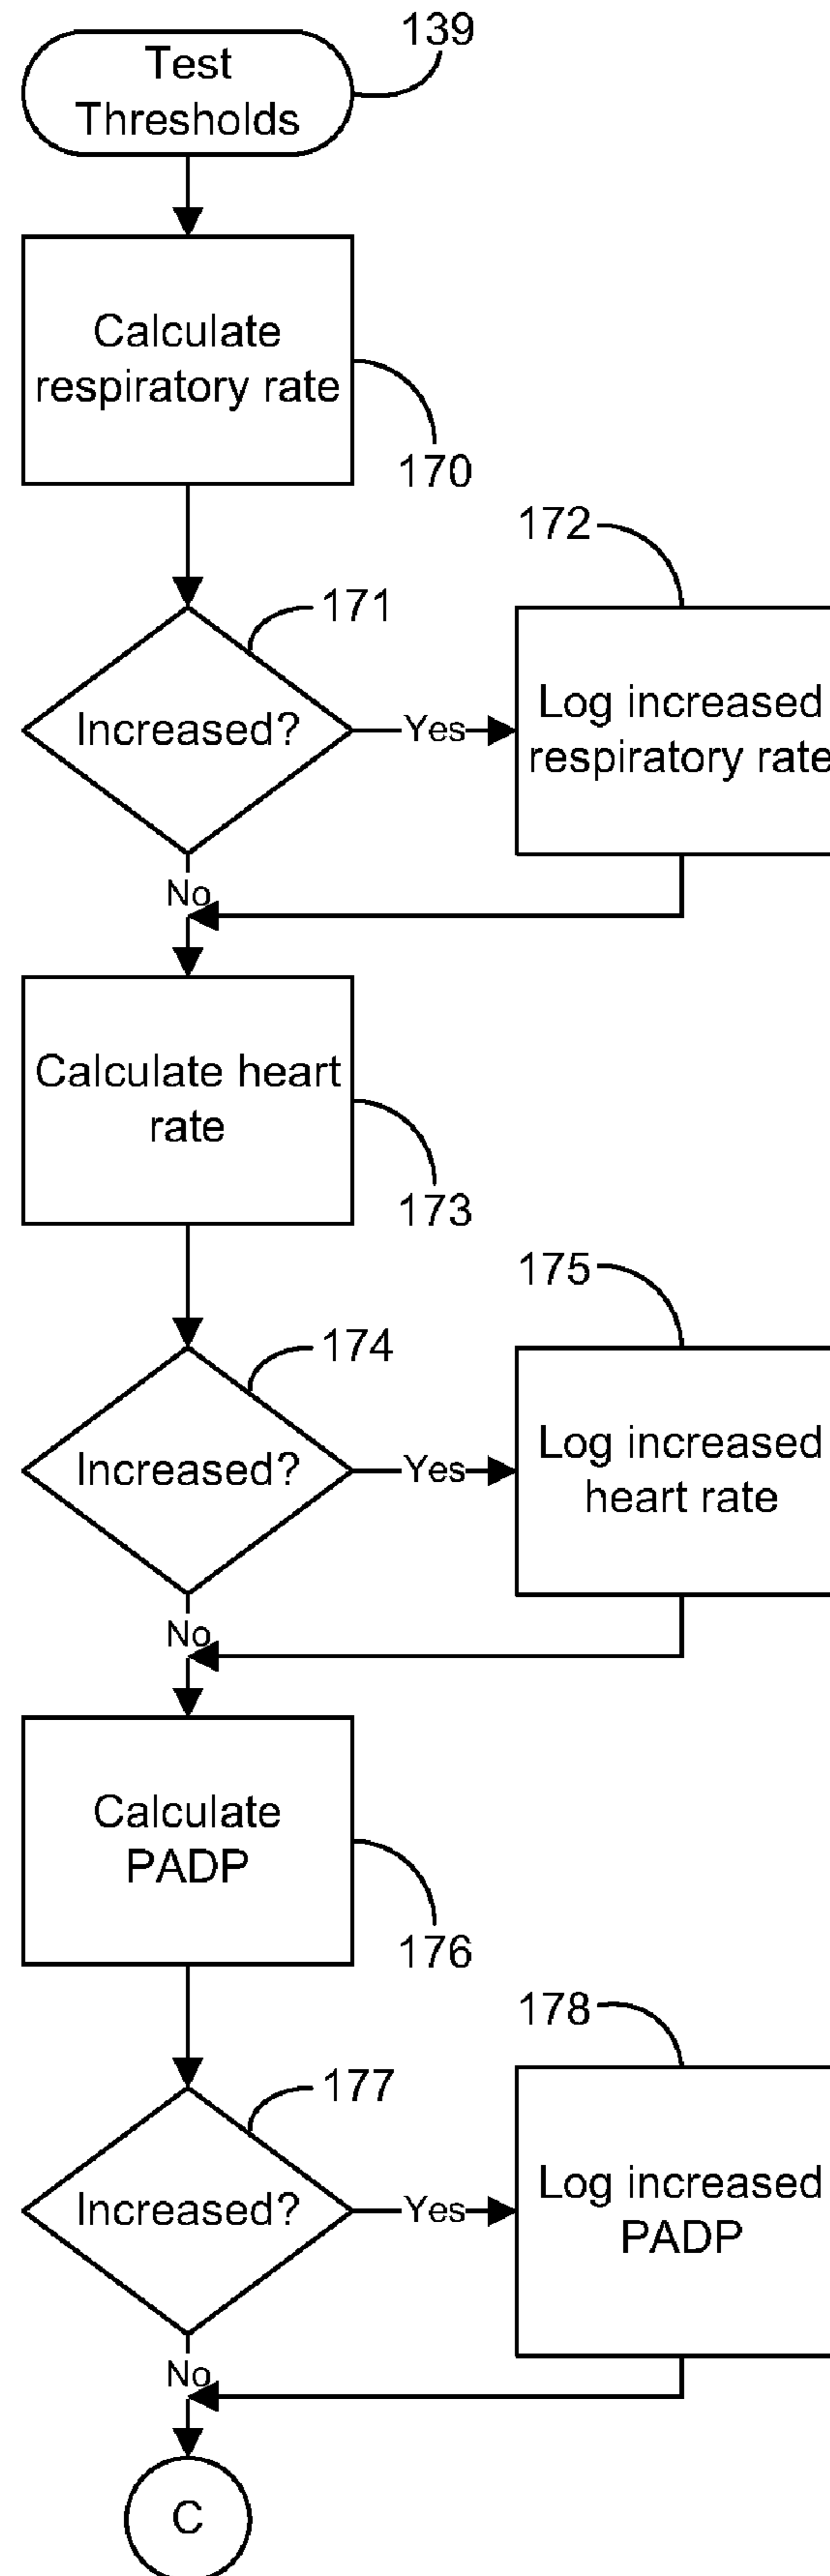 139
Test
Thresholds
Calculate
respiratory rate
170
172
171
Increased?
Yes
Log increased
respiratory rate
No
Calculate heart
rate
173
175
174
Increased?
Yes
Log increased
heart rate
No
Calculate
PADP
176
178
177
Increased?
Yes
Log increased
PADP
No
C